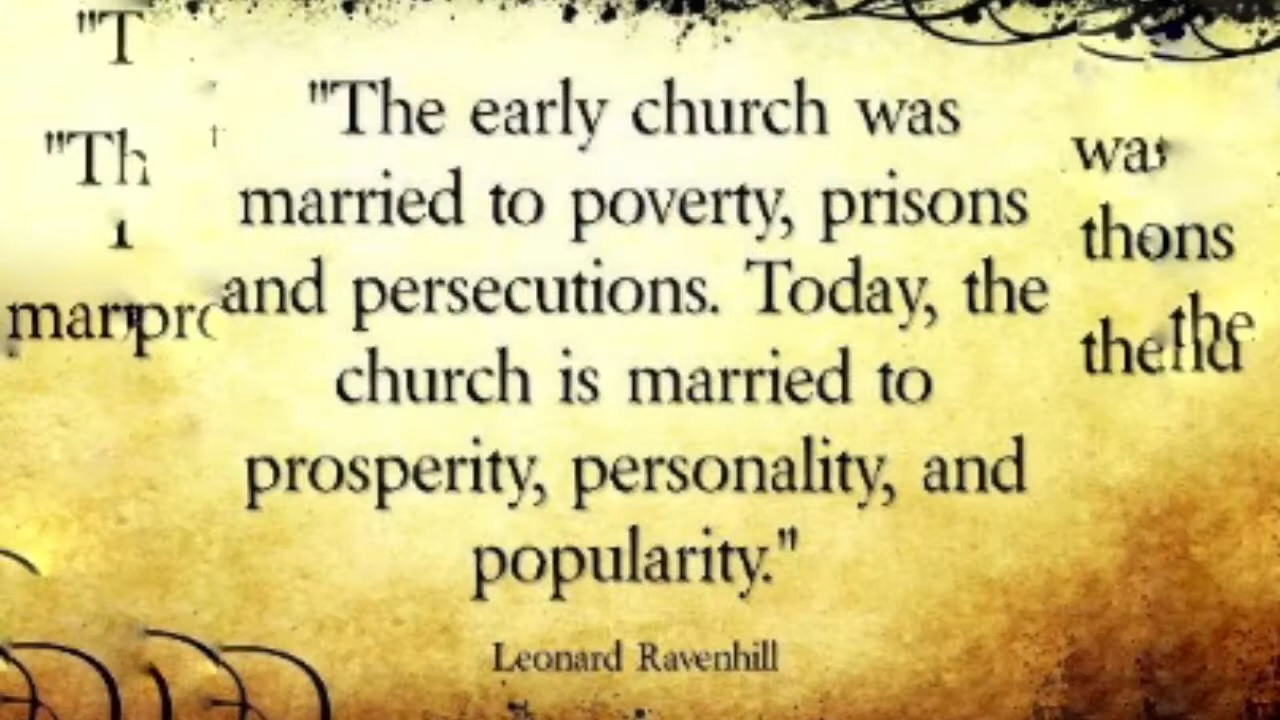 "The early church was
married to poverty, prisons
and persecutions. Today, the
church is married to
prosperity, personality, and
popularity."
Leonard Ravenhill